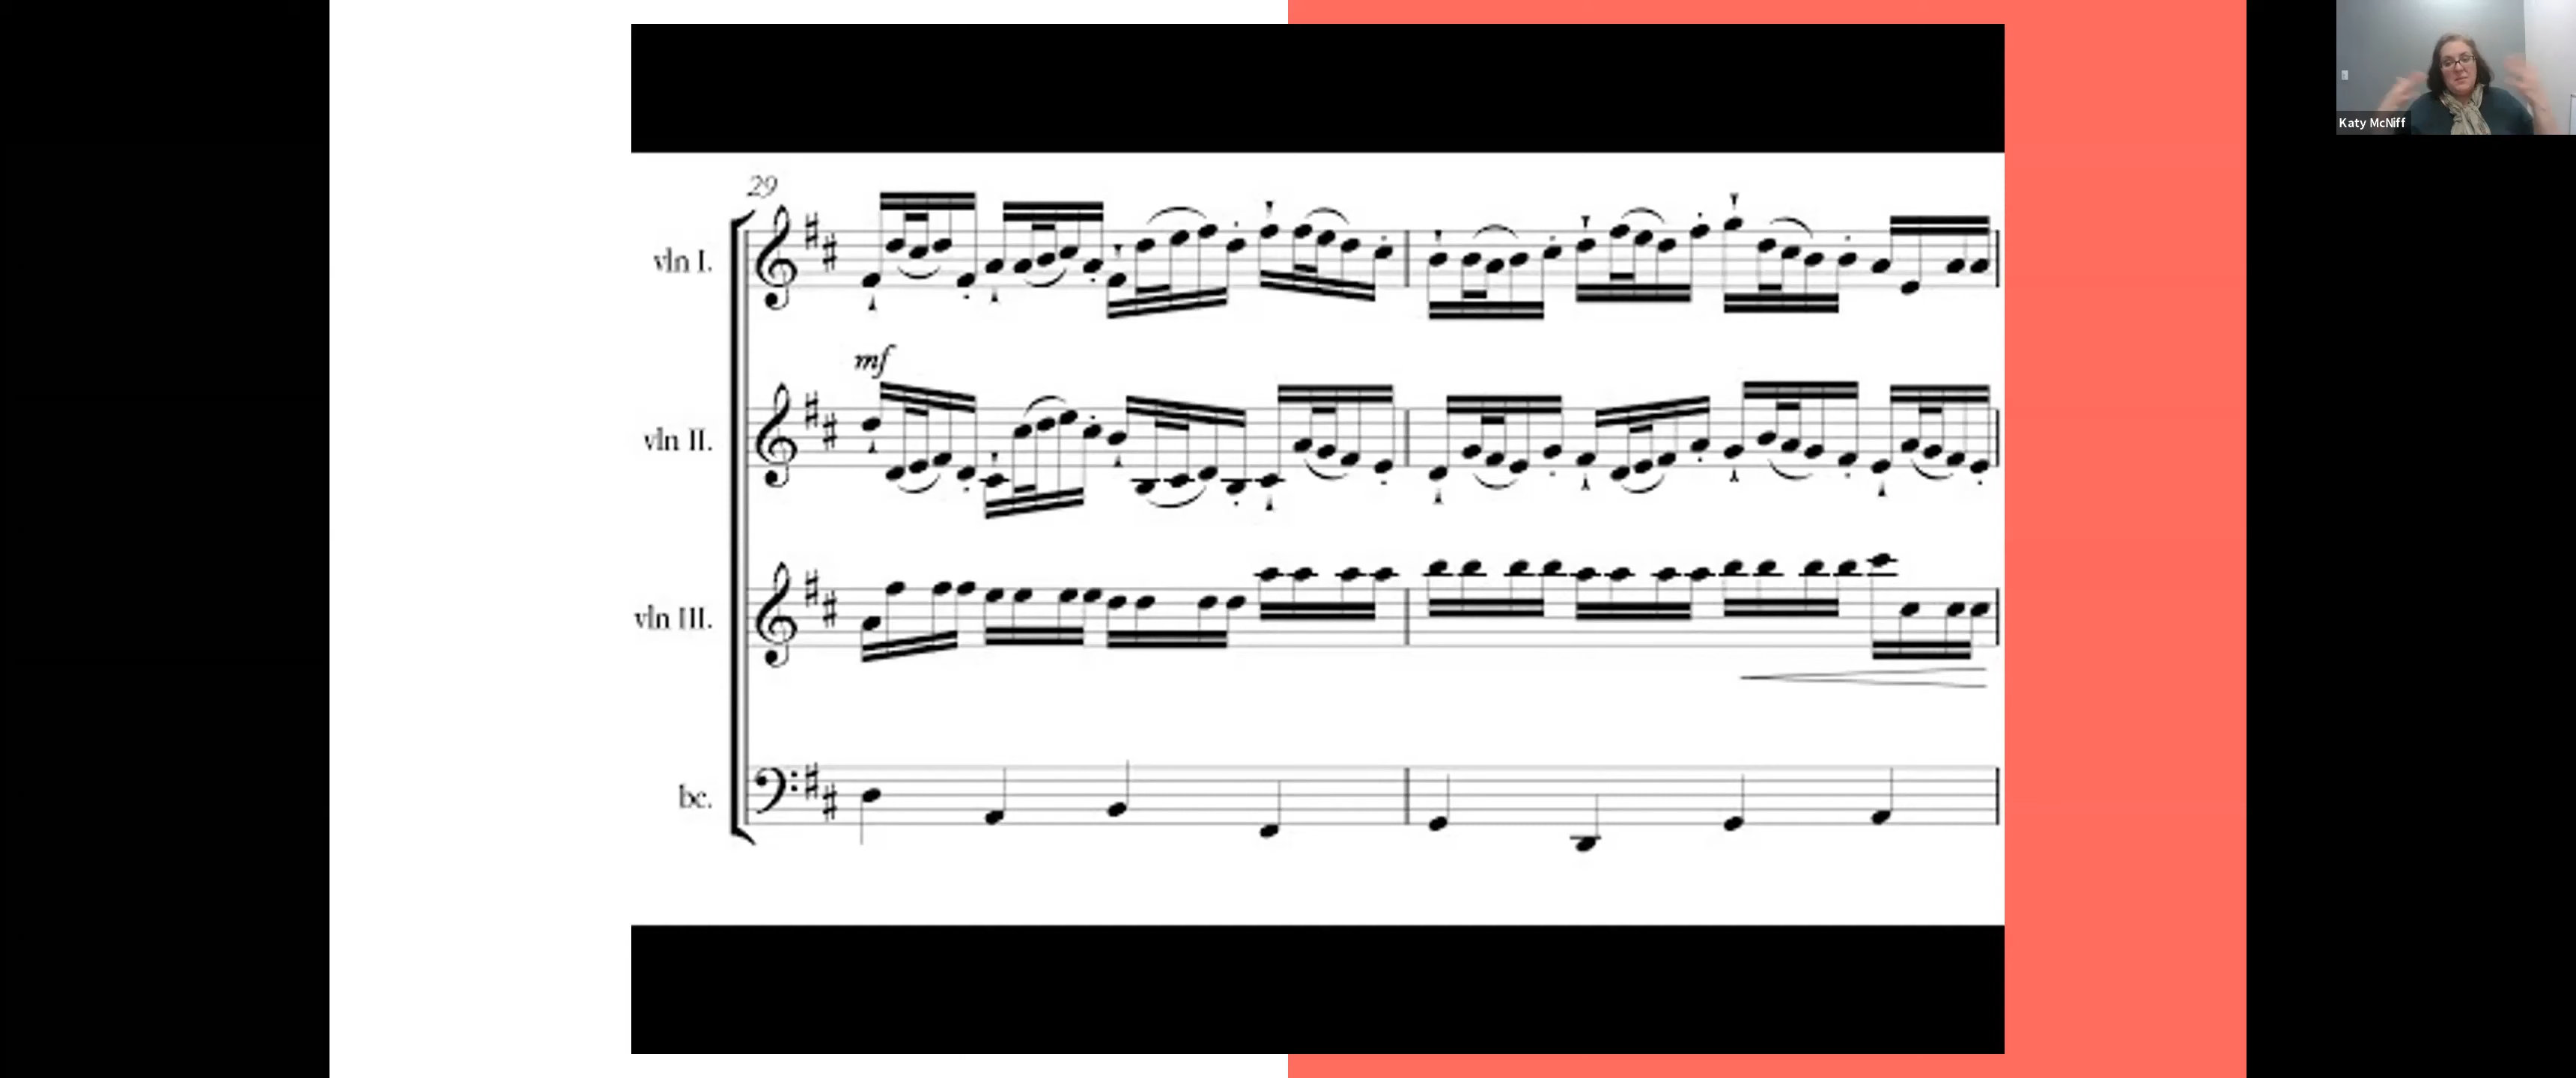 Katy McNiff
29
vln I.
mf
vln II.
vln III.
bc.